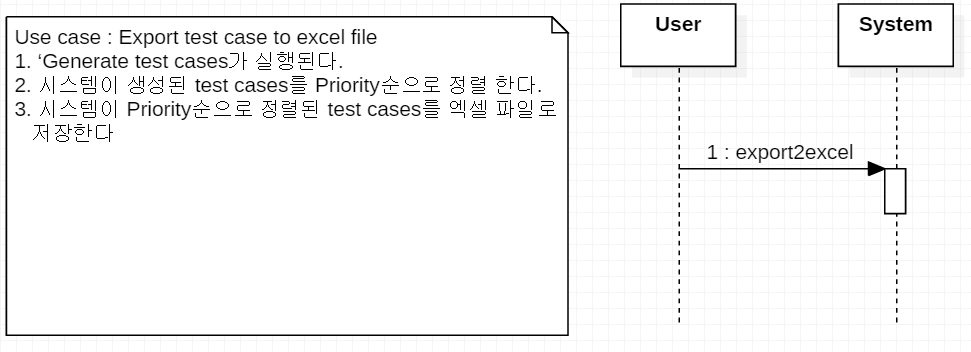 Use case : Export test case to excel file
1. ‘Generate test cases가 실행된다.
2. 시스템이 생성된 test cases를 Priority순으로 정렬 한다.
3. 시스템이 Priority순으로 정렬된 test cases를 엑셀 파일로
저장한다
User
System
1 : export2excel